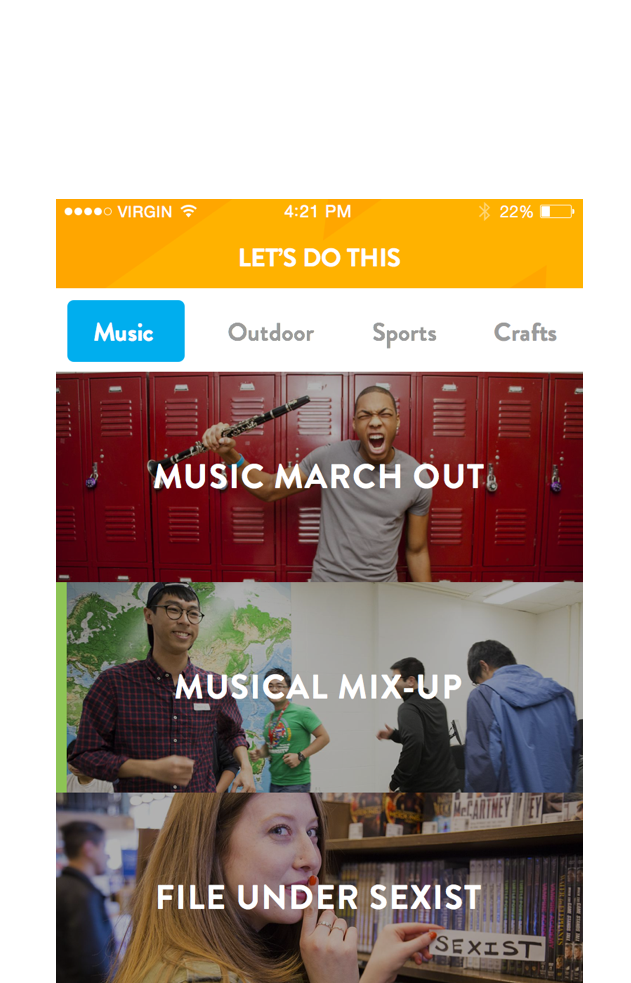 VIRGIN 4:21 PM 22%
LET'S DO THIS
Music Outdoor Sports Crafts
MUSIC MARCH OUT
MUSICAL MIX-UP
McCARTNEY
FILE UNDER SEXIST
SEXIST